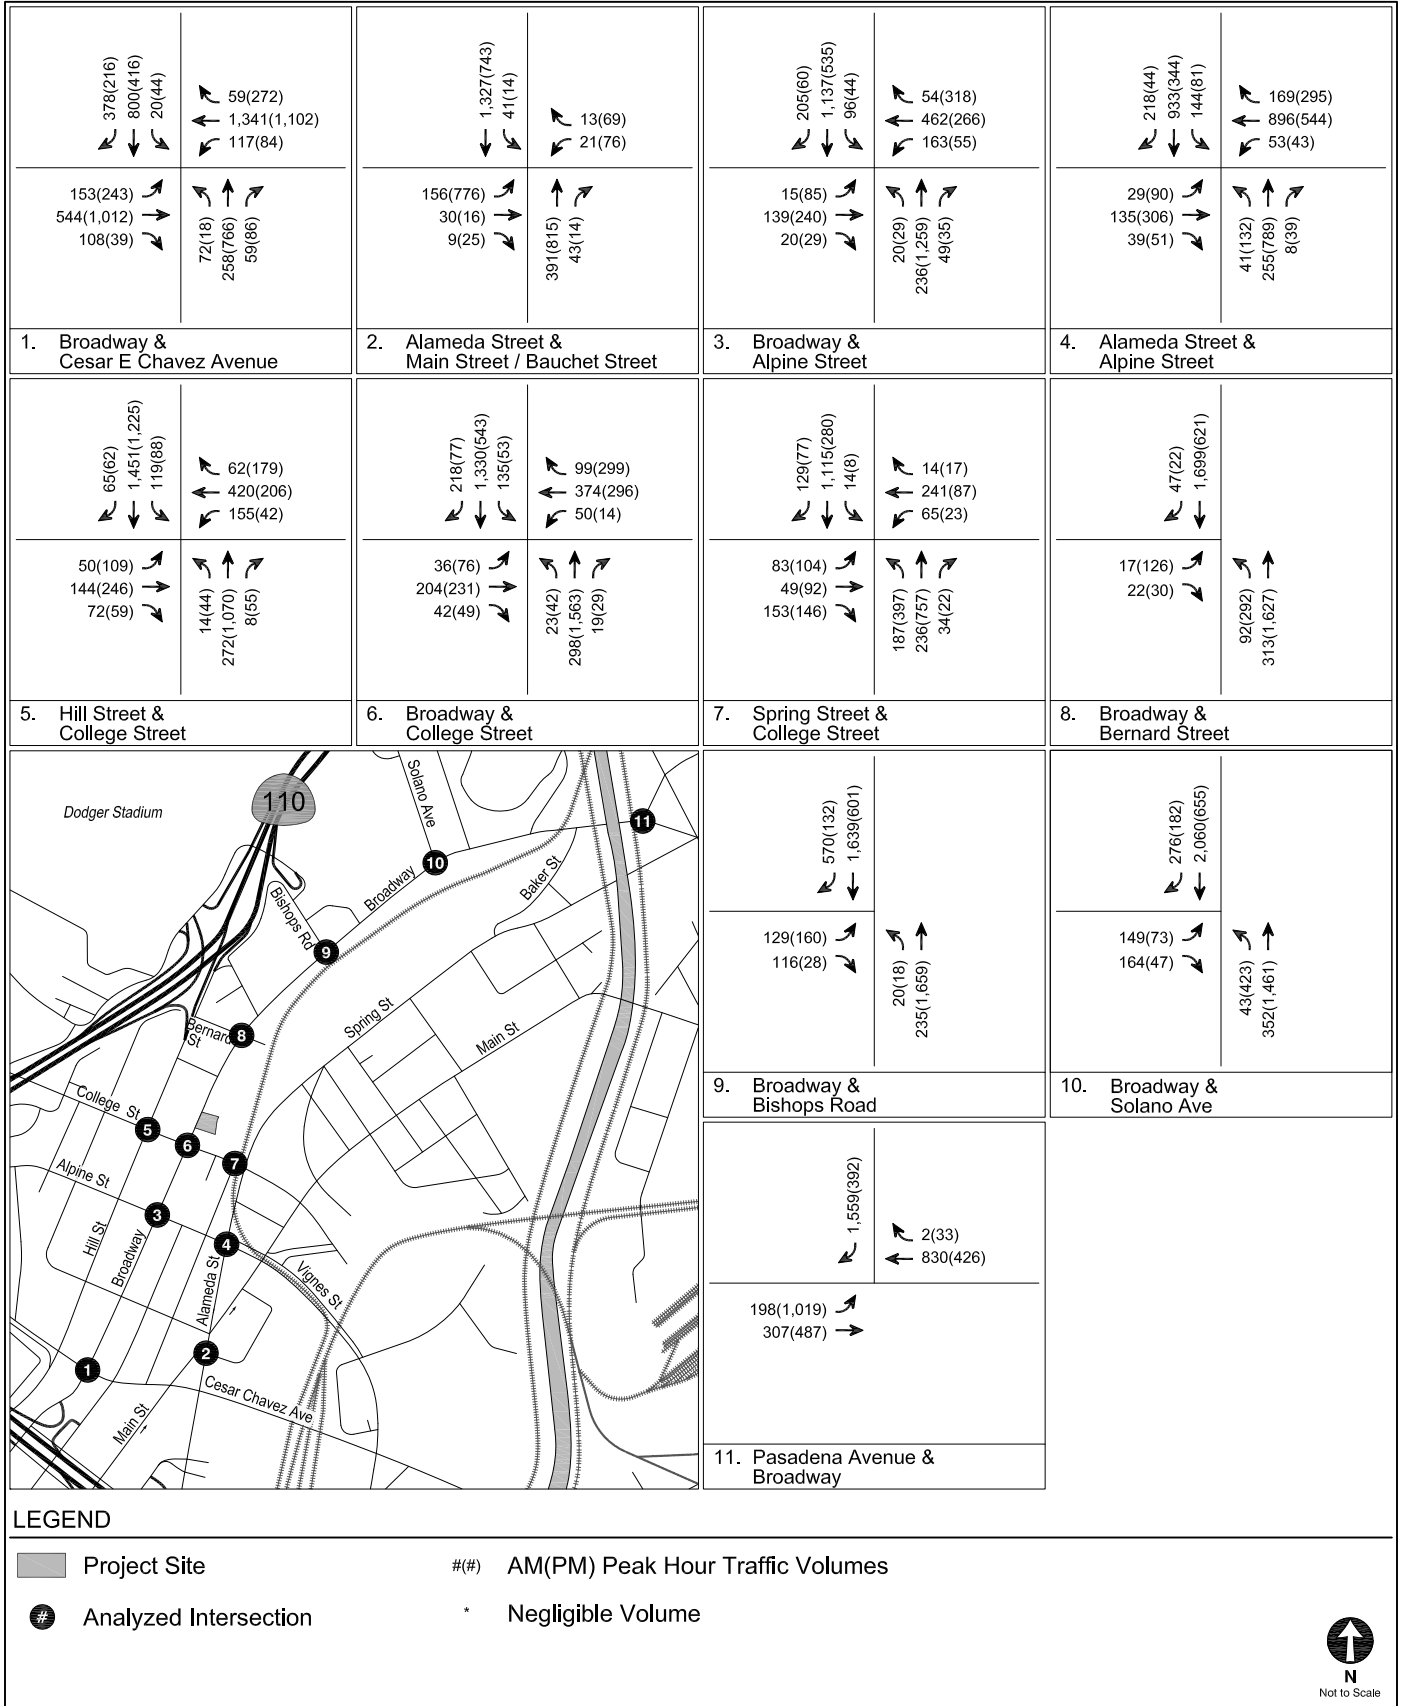 378(216)
800(416)
20(44)
59(272)
1,341(1,102)
117(84)
153(243)
544(1,012)
108(39)
72(18)
258(766)
59(86)
1. Broadway &
Cesar E Chavez Avenue
1,327(743)
41(14)
13(69)
21(76)
156(776)
30(16)
9(25)
391(815)
43(14)
2. Alameda Street &
Main Street / Bauchet Street
205(60)
1,137(535)
96(44)
54(318)
462(266)
163(55)
15(85)
139(240)
20(29)
20(29)
236(1,259)
49(35)
3. Broadway &
Alpine Street
218(44)
933(344)
144(81)
169(295)
896(544)
53(43)
29(90)
135(306)
39(51)
41(132)
255(789)
8(39)
4. Alameda Street &
Alpine Street
65(62)
1,451(1,225)
119(88)
62(179)
420(206)
155(42)
50(109)
144(246)
72(59)
14(44)
272(1,070)
8(55)
5. Hill Street &
College Street
218(77)
1,330(543)
135(53)
99(299)
374(296)
50(14)
36(76)
204(231)
42(49)
23(42)
298(1,563)
19(29)
6. Broadway &
College Street
129(77)
1,115(280)
14(8)
14(17)
241(87)
65(23)
83(104)
49(92)
153(146)
187(397)
236(757)
34(22)
7. Spring Street &
College Street
47(22)
1,699(621)
17(126)
22(30)
92(292)
313(1,627)
8. Broadway &
Bernard Street
Dodger Stadium
110
Solano Ave
11
10
Broadway
Baker St
Bishops Rd
9
Spring St
Main St
Bernard
St
8
College St
5
6
7
Alpine St
3
4
Hill St
Broadway
Alameda St
Vignes St
2
1
Cesar Chavez Ave
Main St
570(132)
1,639(601)
129(160)
116(28)
20(18)
235(1,659)
9. Broadway &
Bishops Road
276(182)
2,060(655)
149(73)
164(47)
43(423)
352(1,461)
10. Broadway &
Solano Ave
1,559(392)
2(33)
830(426)
198(1,019)
307(487)
11. Pasadena Avenue &
Broadway
LEGEND
Project Site
#(#) AM(PM) Peak Hour Traffic Volumes
# Analyzed Intersection
* Negligible Volume
N
Not to Scale